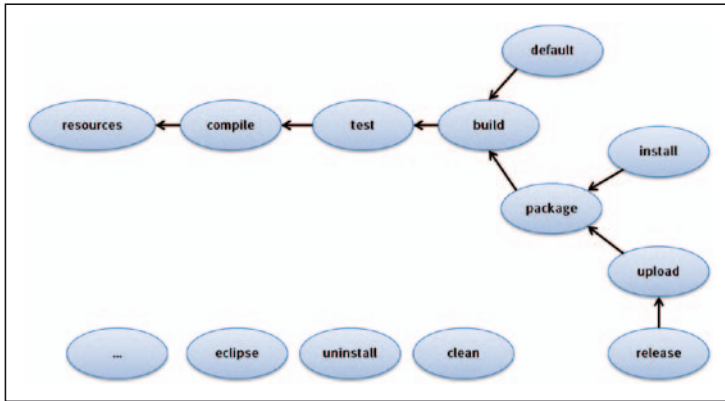 default
resources
compile
test
build
install
package
upload
...
eclipse
uninstall
clean
release